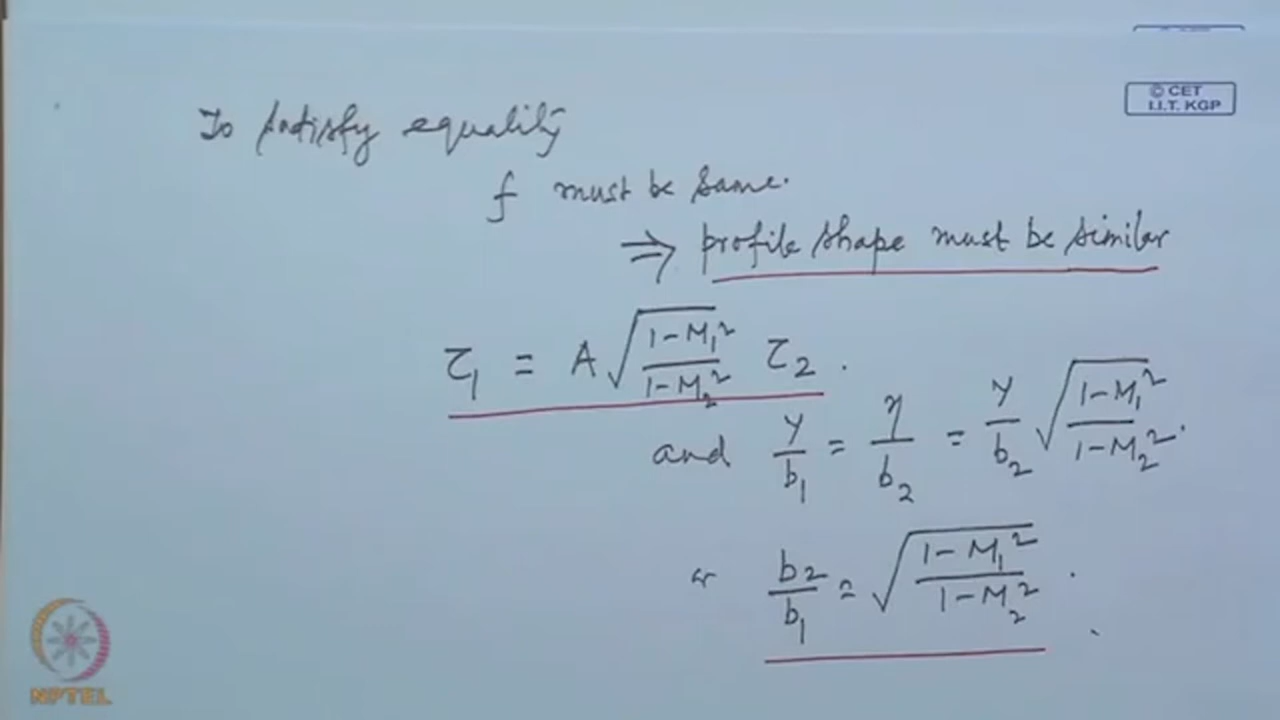 © CET
I.I.T. KGP
To satisfy equality
f must be same.
⇒ profile shape must be similar
τ₁ = A √((1-M₁²)/(1-M₂²)) τ₂ .
and y/b₁ = η/b₂ = y/b₂ √((1-M₁²)/(1-M₂²)) .
or b₂/b₁ = √((1-M₁²)/(1-M₂²)) .
NPTEL